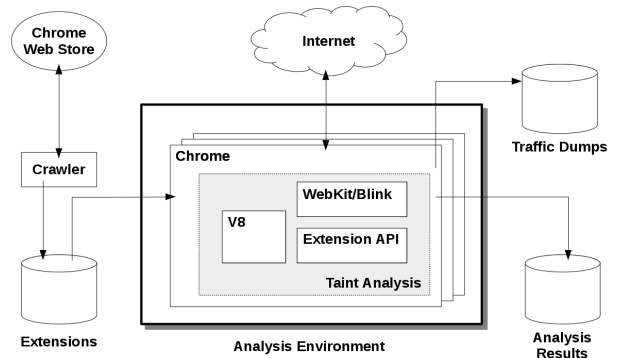 Chrome
Web Store
Internet
Traffic Dumps
Crawler
Chrome
WebKit/Blink
V8
Extension API
Taint Analysis
Extensions
Analysis Environment
Analysis
Results